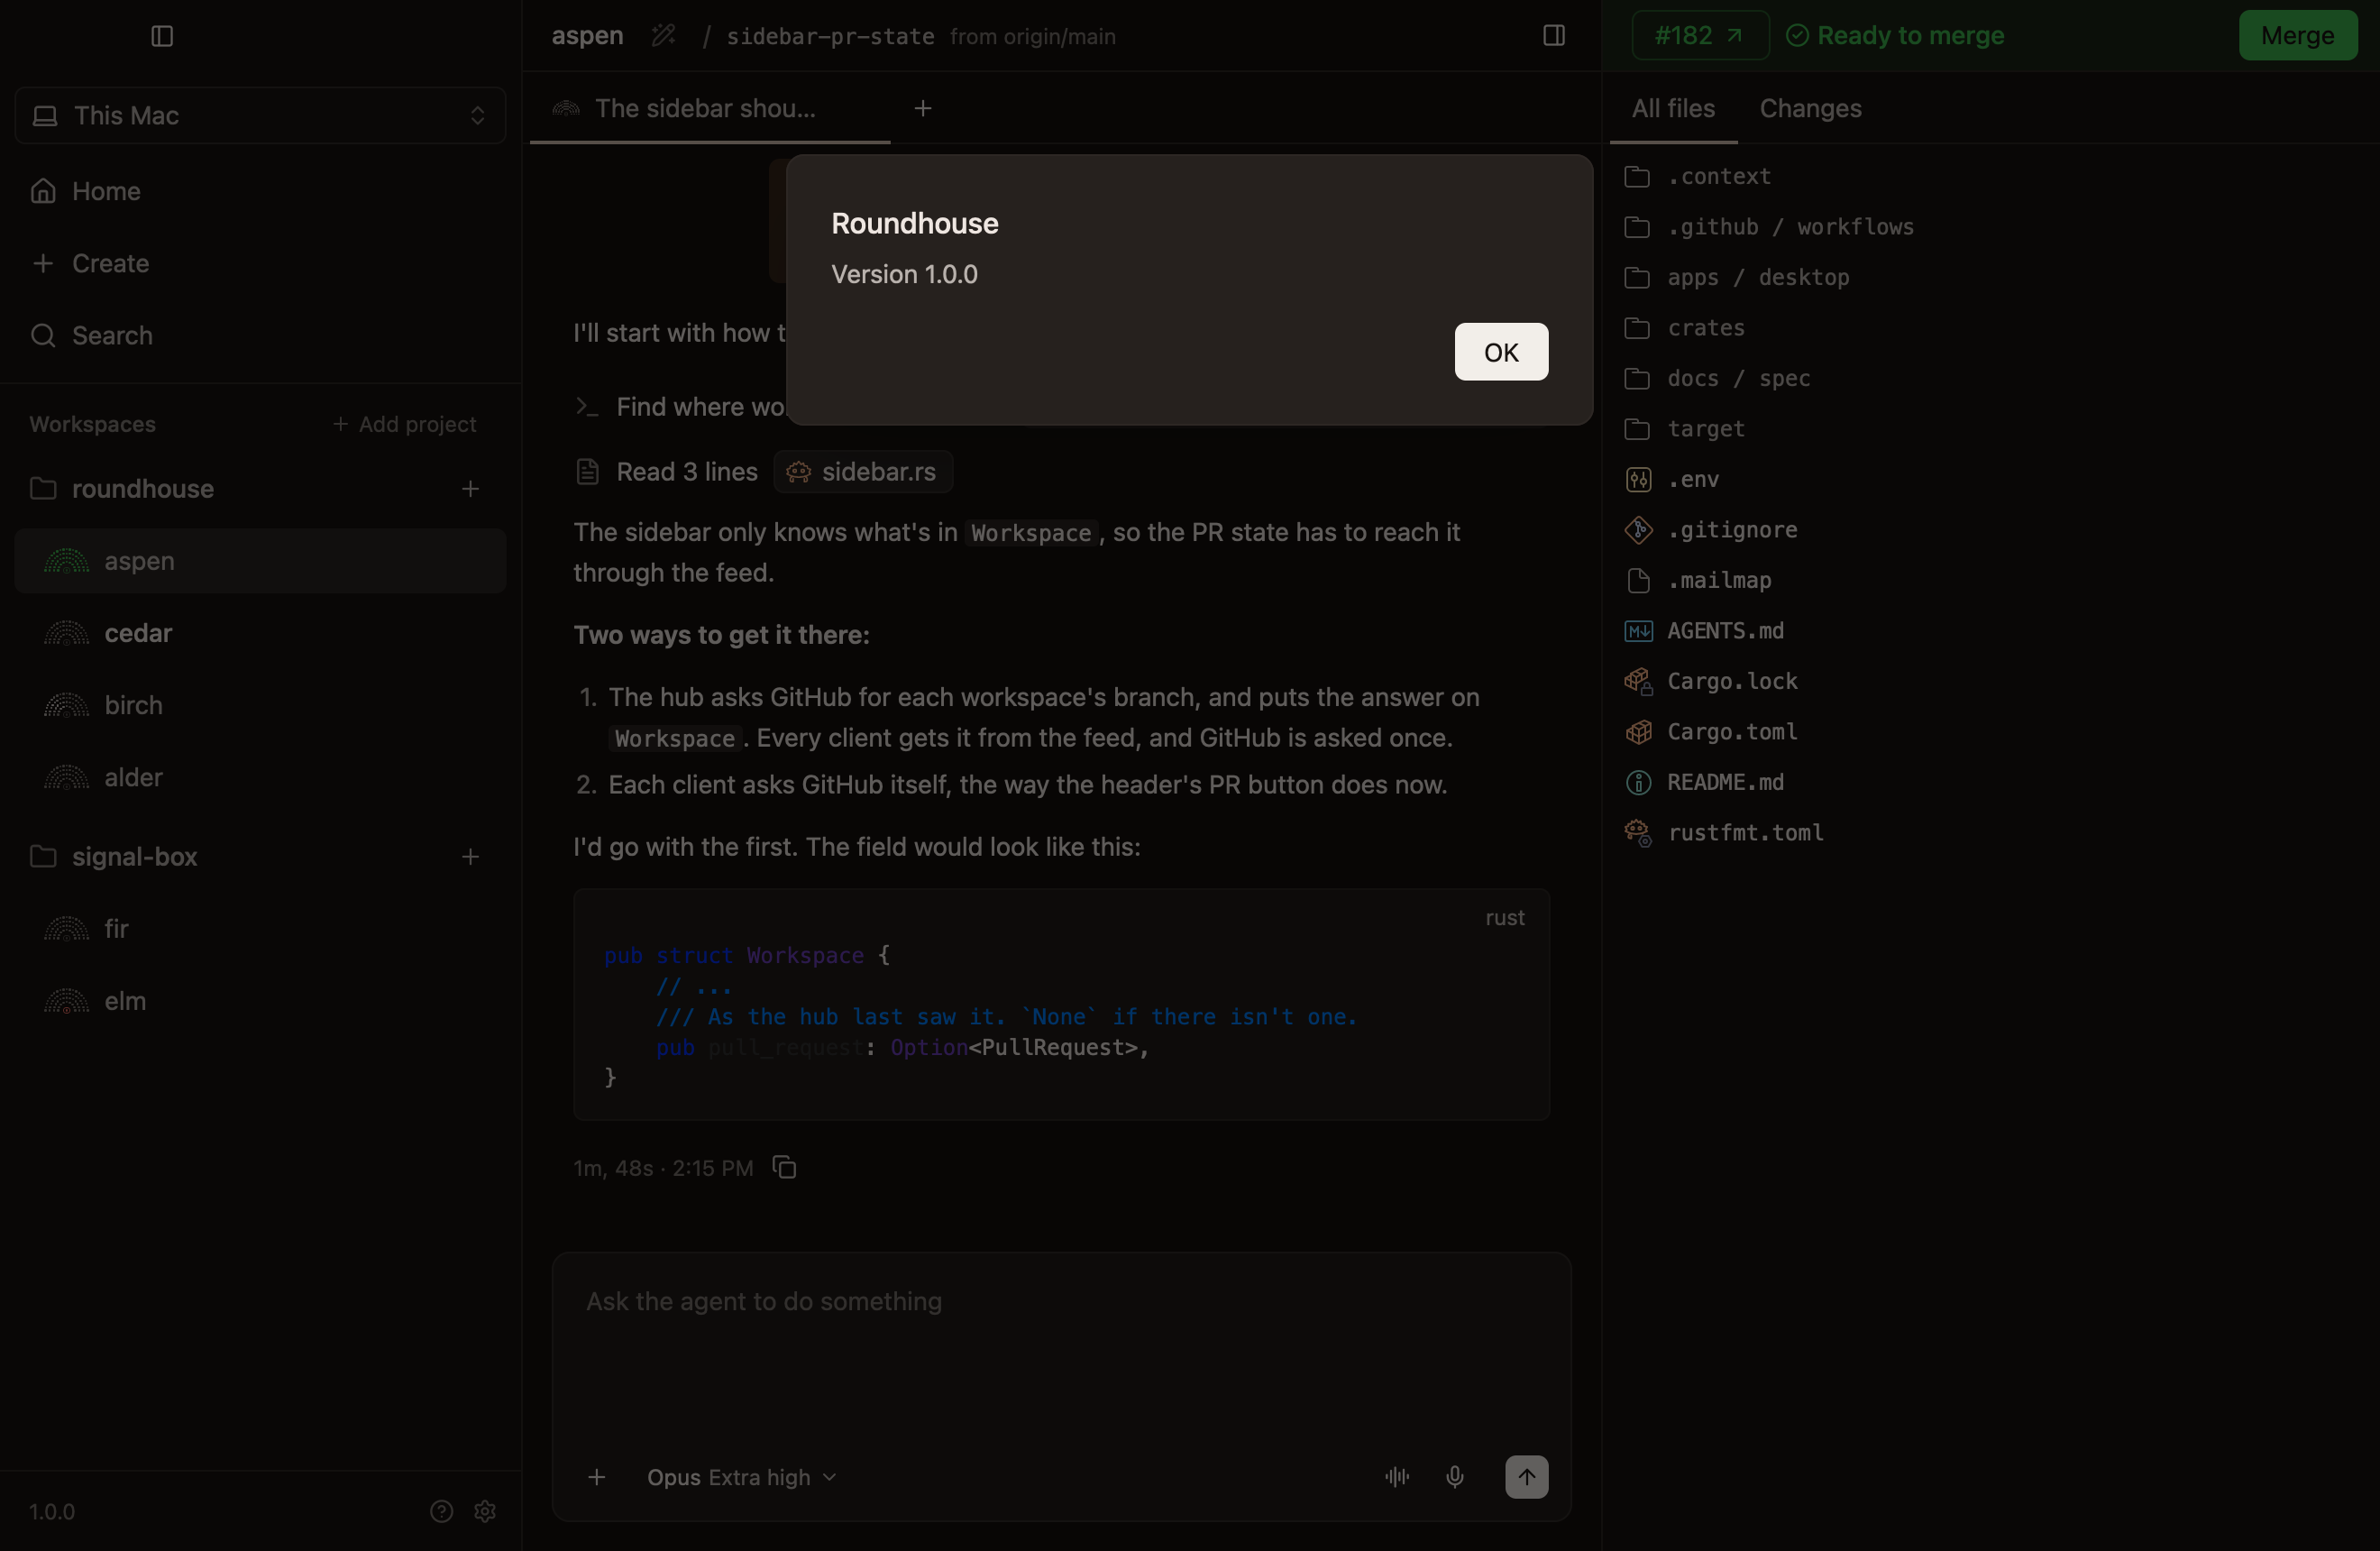 This Mac
Home
Create
Search
Workspaces
Add project
roundhouse
aspen
cedar
birch
alder
signal-box
fir
elm
1.0.0
aspen / sidebar-pr-state from origin/main
The sidebar shou...
Roundhouse
Version 1.0.0
OK
I'll start with how t
Find where wo
Read 3 lines sidebar.rs
The sidebar only knows what's in Workspace, so the PR state has to reach it
through the feed.
Two ways to get it there:
1. The hub asks GitHub for each workspace's branch, and puts the answer on
Workspace. Every client gets it from the feed, and GitHub is asked once.
2. Each client asks GitHub itself, the way the header's PR button does now.
I'd go with the first. The field would look like this:
rust
pub struct Workspace {
// ...
/// As the hub last saw it. `None` if there isn't one.
pub pull_request: Option<PullRequest>,
}
1m, 48s · 2:15 PM
Ask the agent to do something
Opus Extra high
#182
Ready to merge
Merge
All files
Changes
.context
.github / workflows
apps / desktop
crates
docs / spec
target
.env
.gitignore
.mailmap
AGENTS.md
Cargo.lock
Cargo.toml
README.md
rustfmt.toml